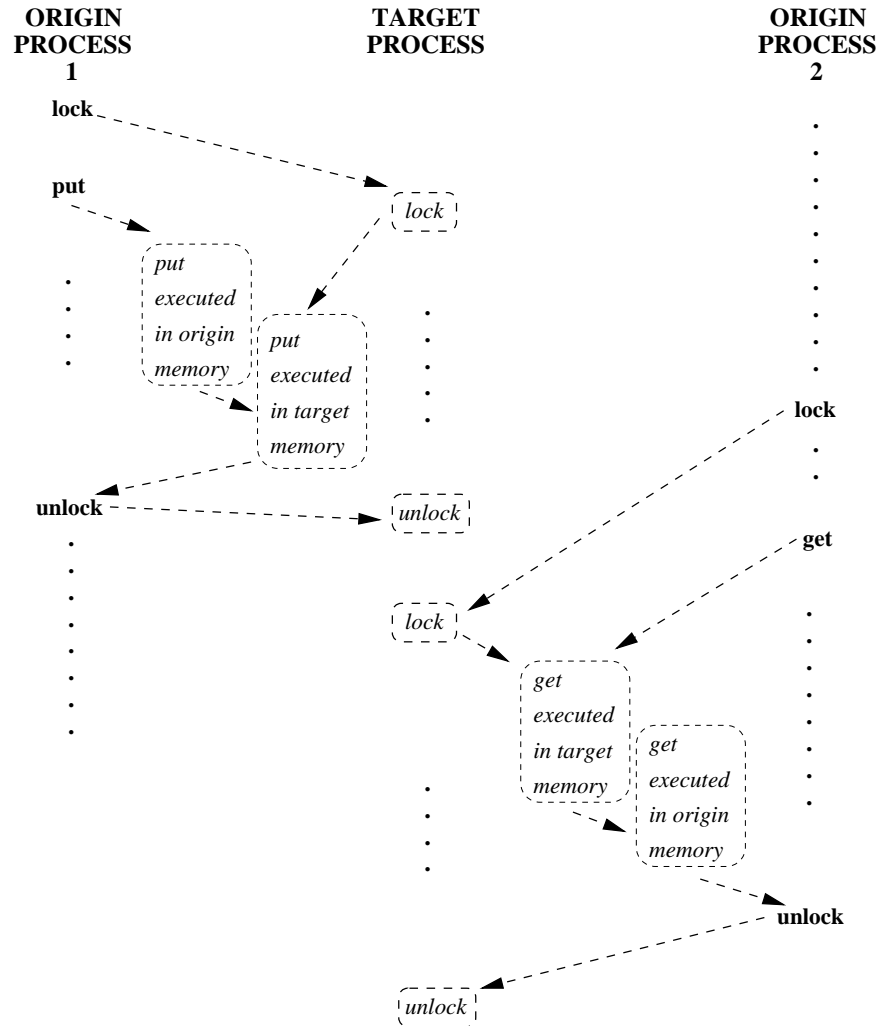 ORIGIN
PROCESS
1
TARGET
PROCESS
ORIGIN
PROCESS
2
lock
put
lock
put
executed
in origin
memory
put
executed
in target
memory
lock
unlock
unlock
get
lock
get
executed
in target
memory
get
executed
in origin
memory
unlock
unlock